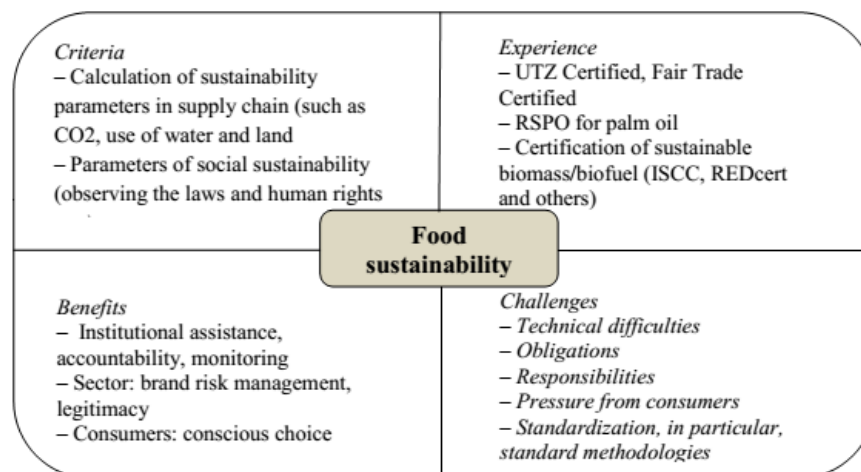 Criteria
– Calculation of sustainability
parameters in supply chain (such as
CO2, use of water and land
– Parameters of social sustainability
(observing the laws and human rights
Experience
– UTZ Certified, Fair Trade
Certified
– RSPO for palm oil
– Certification of sustainable
biomass/biofuel (ISCC, REDcert
and others)
Food
sustainability
Benefits
– Institutional assistance,
accountability, monitoring
– Sector: brand risk management,
legitimacy
– Consumers: conscious choice
Challenges
– Technical difficulties
– Obligations
– Responsibilities
– Pressure from consumers
– Standardization, in particular,
standard methodologies